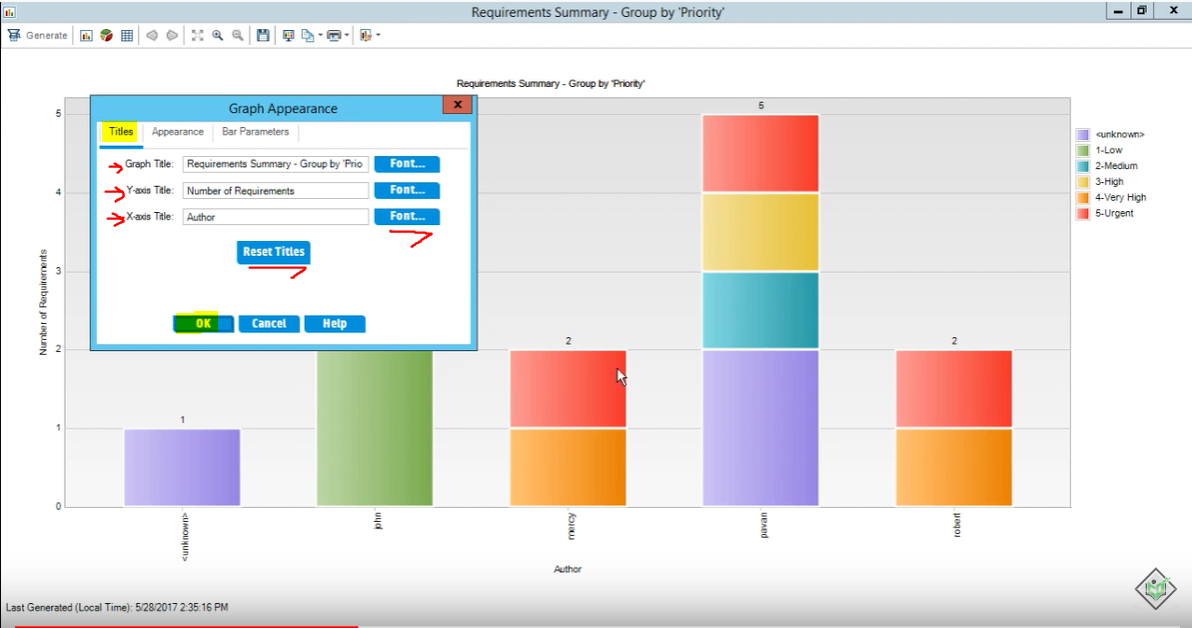 Requirements Summary - Group by 'Priority'
Generate
Requirements Summary - Group by 'Priority'
Graph Appearance
Titles Appearance Bar Parameters
Graph Title: Requirements Summary - Group by 'Prio Font...
Y-axis Title: Number of Requirements Font...
X-axis Title: Author Font...
Reset Titles
OK Cancel Help
5
4
3
2
1
0
Number of Requirements
1
2
5
2
<unknown>
john
mercy
pavan
robert
Author
<unknown>
1-Low
2-Medium
3-High
4-Very High
5-Urgent
Last Generated (Local Time): 5/28/2017 2:35:16 PM